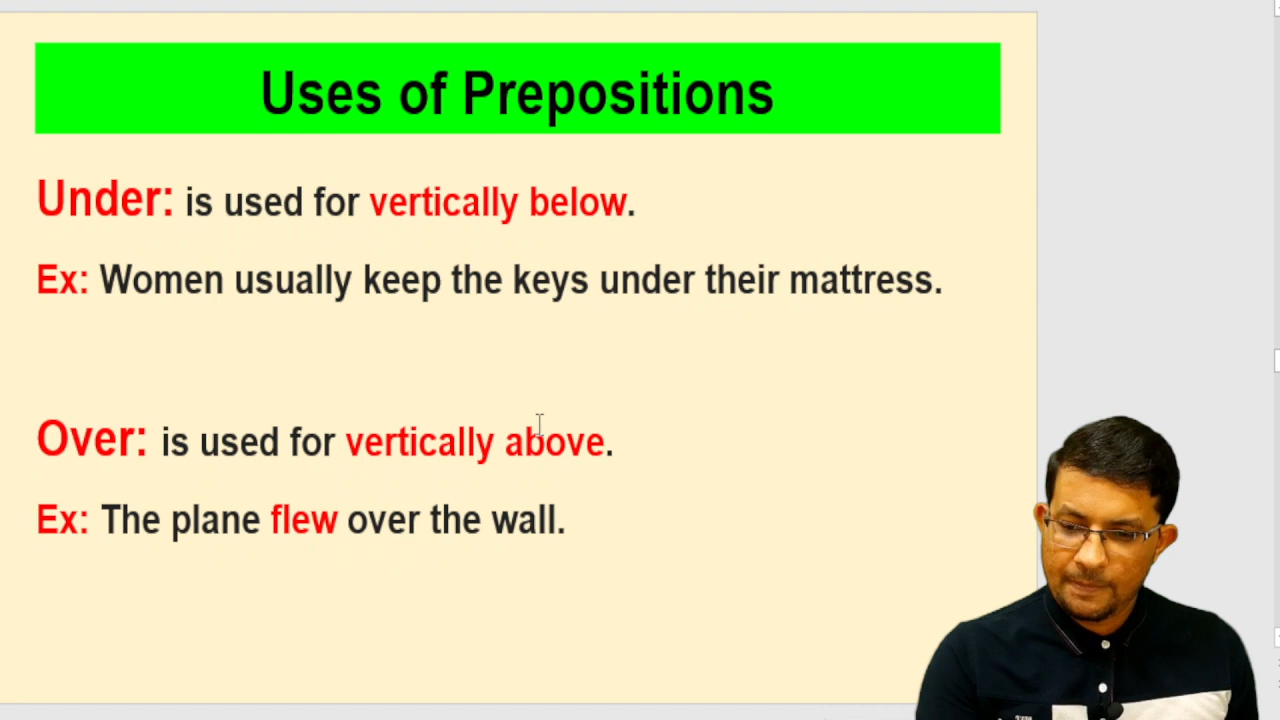 Uses of Prepositions
Under: is used for vertically below.
Ex: Women usually keep the keys under their mattress.
Over: is used for vertically above.
Ex: The plane flew over the wall.